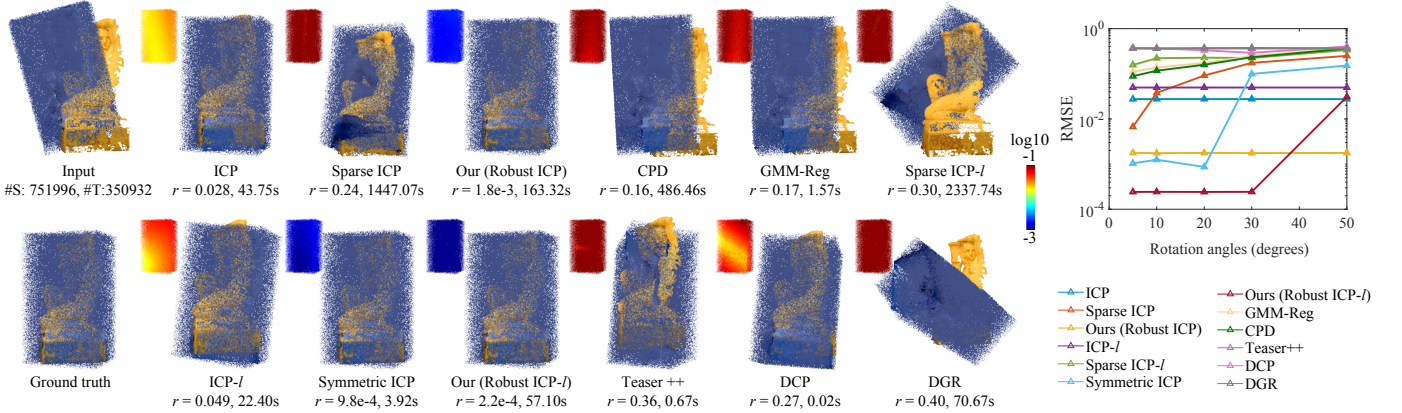 Input
#S: 751996, #T:350932
ICP
r = 0.028, 43.75s
Sparse ICP
r = 0.24, 1447.07s
Our (Robust ICP)
r = 1.8e-3, 163.32s
CPD
r = 0.16, 486.46s
GMM-Reg
r = 0.17, 1.57s
Sparse ICP-l
r = 0.30, 2337.74s
log10
-1
-3
Ground truth
ICP-l
r = 0.049, 22.40s
Symmetric ICP
r = 9.8e-4, 3.92s
Our (Robust ICP-l)
r = 2.2e-4, 57.10s
Teaser ++
r = 0.36, 0.67s
DCP
r = 0.27, 0.02s
DGR
r = 0.40, 70.67s
10^0
10^-2
10^-4
RMSE
0 10 20 30 40 50
Rotation angles (degrees)
ICP
Sparse ICP
Ours (Robust ICP)
ICP-l
Sparse ICP-l
Symmetric ICP
Ours (Robust ICP-l)
GMM-Reg
CPD
Teaser++
DCP
DGR